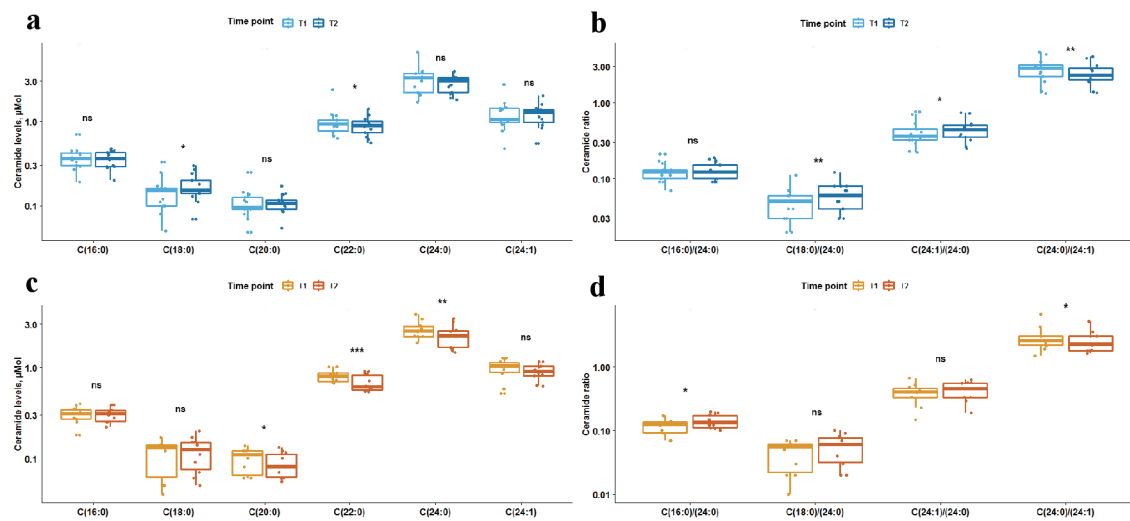 a
Time point T1 T2
Ceramide levels, µMol
3.0
1.0
0.3
0.1
ns
*
ns
*
ns
ns
C(16:0) C(18:0) C(20:0) C(22:0) C(24:0) C(24:1)
b
Time point T1 T2
Ceramide ratio
3.00
1.00
0.30
0.10
0.03
ns
**
*
**
C(16:0)/(24:0) C(18:0)/(24:0) C(24:1)/(24:0) C(24:0)/(24:1)
c
Time point T1 T2
Ceramide levels, µMol
3.0
1.0
0.3
0.1
ns
ns
*
***
**
ns
C(16:0) C(18:0) C(20:0) C(22:0) C(24:0) C(24:1)
d
Time point T1 T2
Ceramide ratio
1.00
0.10
0.01
*
ns
ns
*
C(16:0)/(24:0) C(18:0)/(24:0) C(24:1)/(24:0) C(24:0)/(24:1)